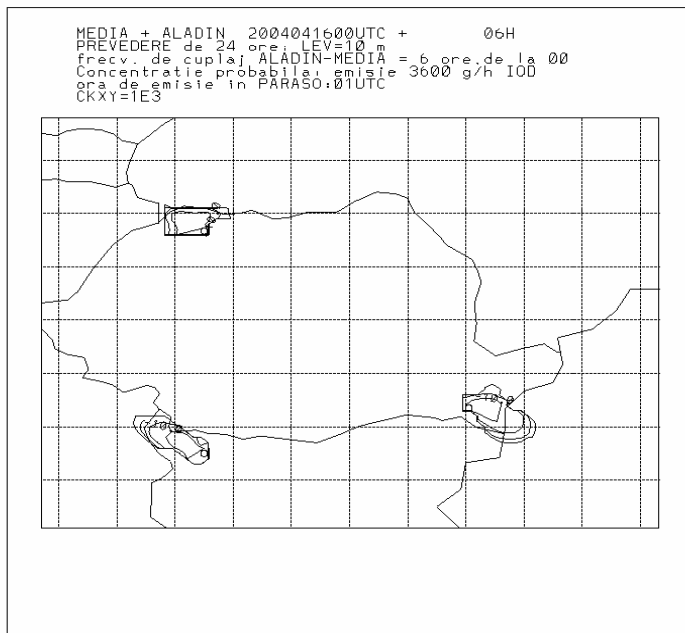 MEDIA + ALADIN 2004041600UTC + 06H
PREVEDERE de 24 ore; LEV=10 m
frecv. de cuplaj ALADIN-MEDIA = 6 ore.de la 00
Concentratie probabila; emisie 3600 g/h IOD
ora de emisie in PARASO:01UTC
CKXY=1E3